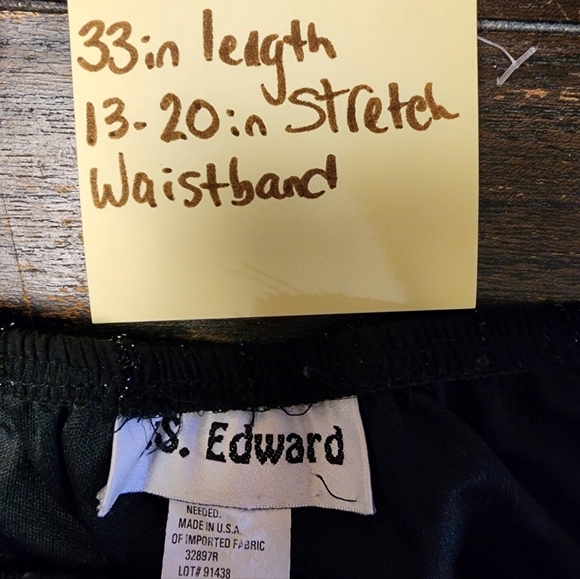 33in length
13-20in Stretch
Waistband
S. Edward
NEEDED.
MADE IN U.S.A.
OF IMPORTED FABRIC
32897R
LOT# 91438